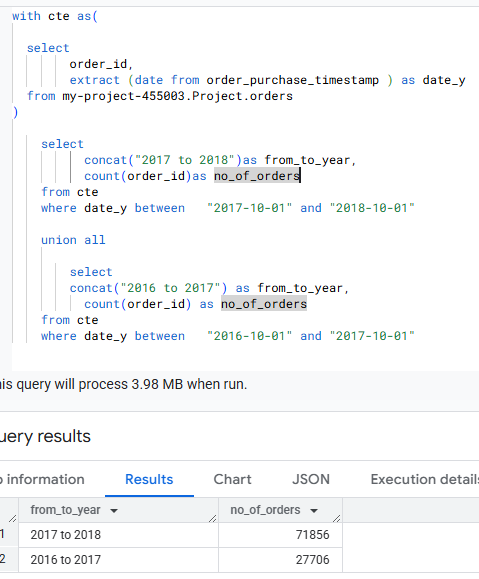 with cte as(
select
order_id,
extract (date from order_purchase_timestamp ) as date_y
from my-project-455003.Project.orders
)
select
concat("2017 to 2018")as from_to_year,
count(order_id)as no_of_orders
from cte
where date_y between "2017-10-01" and "2018-10-01"
union all
select
concat("2016 to 2017") as from_to_year,
count(order_id) as no_of_orders
from cte
where date_y between "2016-10-01" and "2017-10-01"
his query will process 3.98 MB when run.
uery results
b information Results Chart JSON Execution details
from_to_year no_of_orders
1 2017 to 2018 71856
2 2016 to 2017 27706